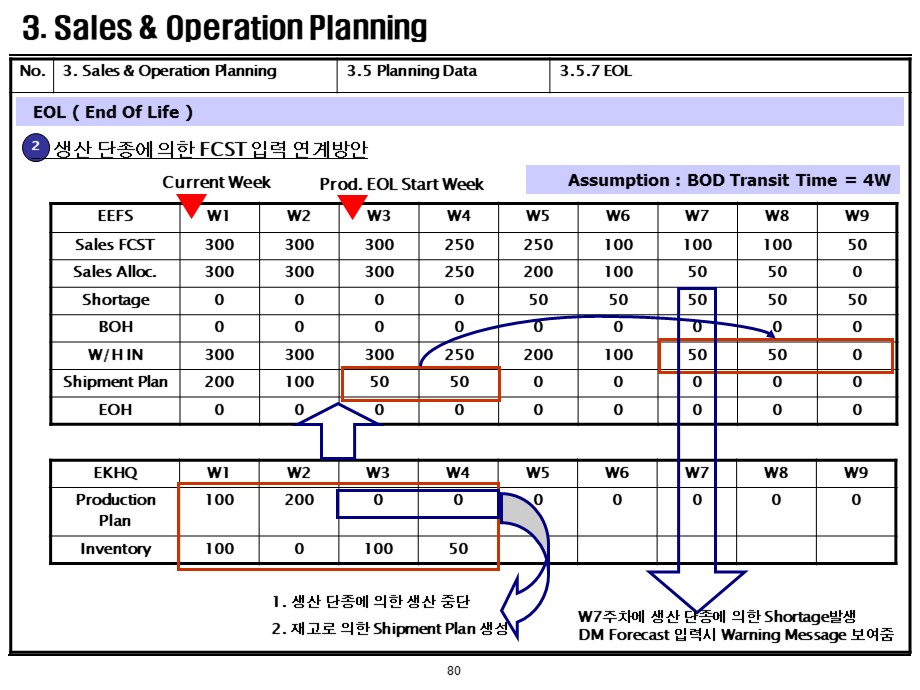 3. Sales & Operation Planning
No. 3. Sales & Operation Planning 3.5 Planning Data 3.5.7 EOL
EOL ( End Of Life )
2 생산 단종에 의한 FCST 입력 연계방안
Current Week Prod. EOL Start Week Assumption : BOD Transit Time = 4W
EEFS W1 W2 W3 W4 W5 W6 W7 W8 W9
Sales FCST 300 300 300 250 250 100 100 100 50
Sales Alloc. 300 300 300 250 200 100 50 50 0
Shortage 0 0 0 0 50 50 50 50 50
BOH 0 0 0 0 0 0 0 0 0
W/H IN 300 300 300 250 200 100 50 50 0
Shipment Plan 200 100 50 50 0 0 0 0 0
EOH 0 0 0 0 0 0 0 0 0
EKHQ W1 W2 W3 W4 W5 W6 W7 W8 W9
Production 100 200 0 0 0 0 0 0 0
Plan
Inventory 100 0 100 50
1. 생산 단종에 의한 생산 중단
2. 재고로 의한 Shipment Plan 생성
W7주차에 생산 단종에 의한 Shortage발생
DM Forecast 입력시 Warning Message 보여줌
80